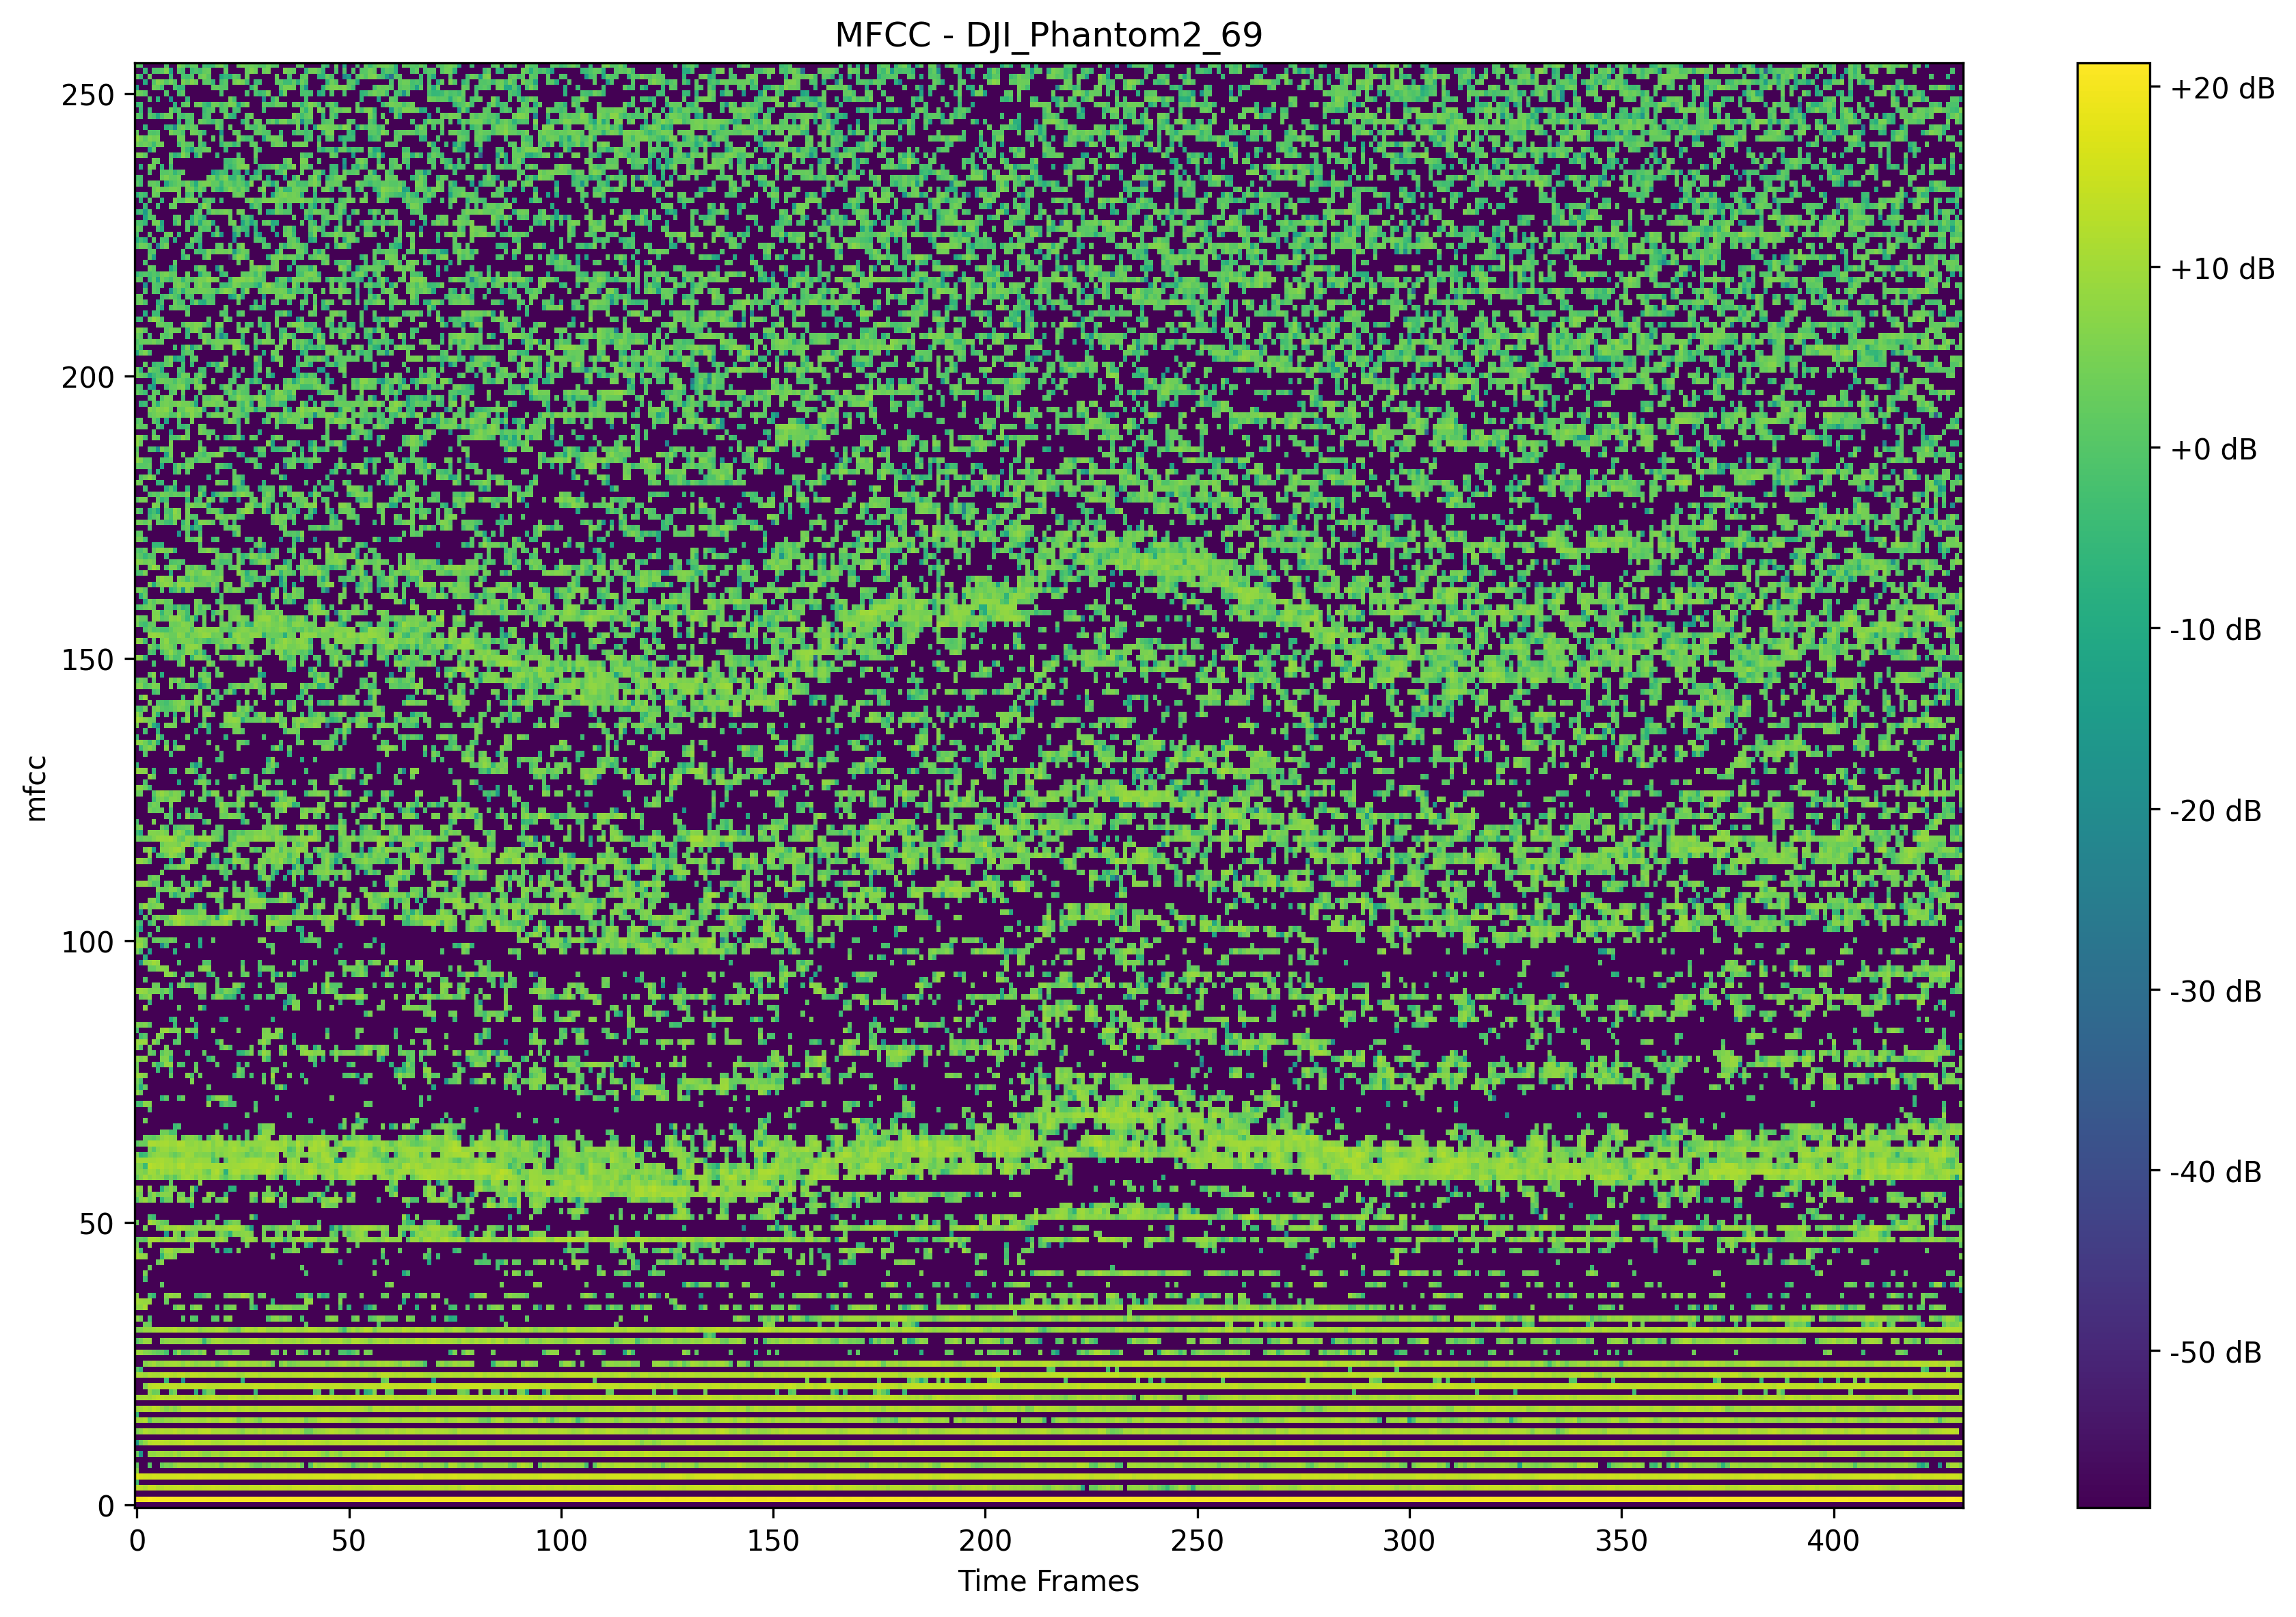 MFCC - DJI_Phantom2_69
250
200
150
100
50
0
mfcc
0 50 100 150 200 250 300 350 400
Time Frames
+20 dB
+10 dB
+0 dB
-10 dB
-20 dB
-30 dB
-40 dB
-50 dB